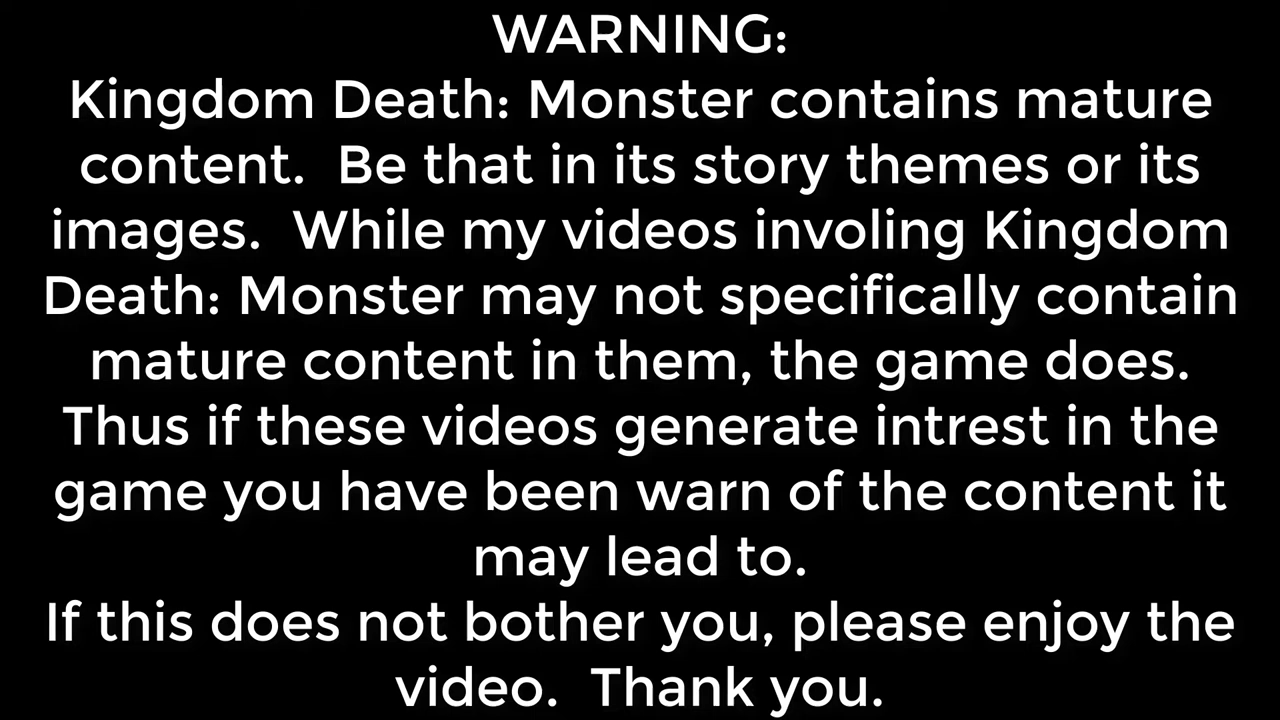 WARNING:
Kingdom Death: Monster contains mature
content.  Be that in its story themes or its
images.  While my videos involing Kingdom
Death: Monster may not specifically contain
mature content in them, the game does.
Thus if these videos generate intrest in the
game you have been warn of the content it
may lead to.
If this does not bother you, please enjoy the
video.  Thank you.